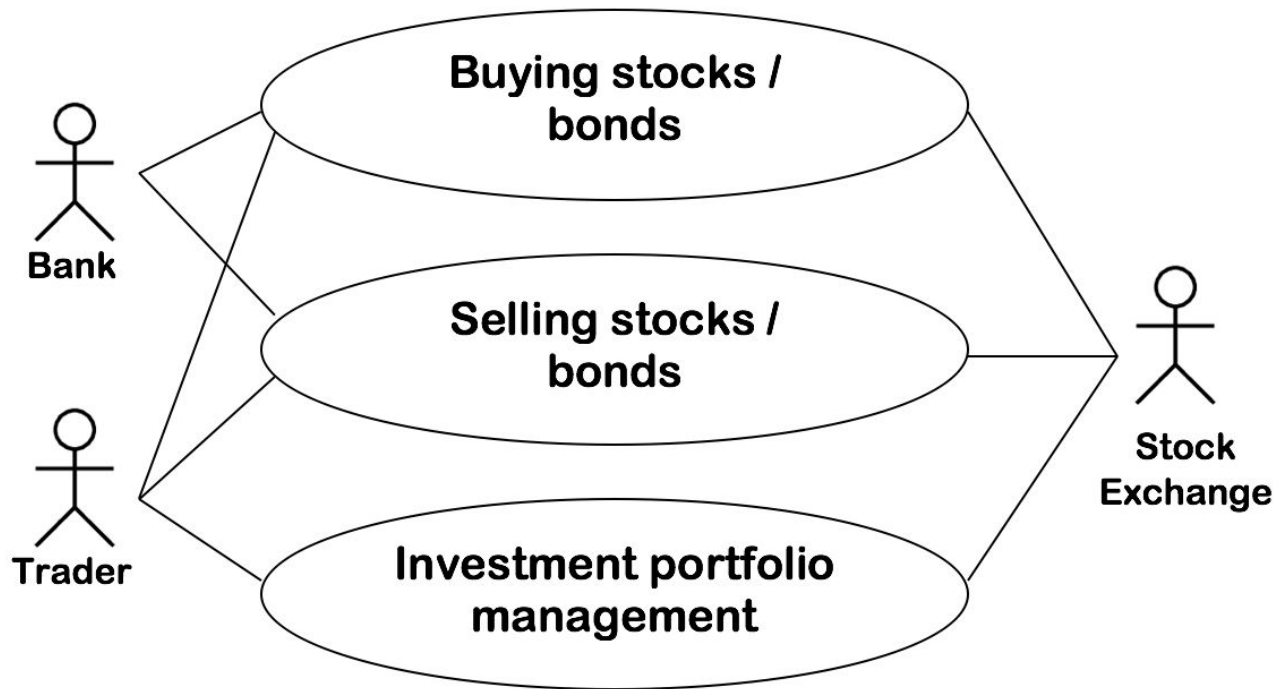 Buying stocks /
bonds
Bank
Selling stocks /
bonds
Stock
Exchange
Trader
Investment portfolio
management